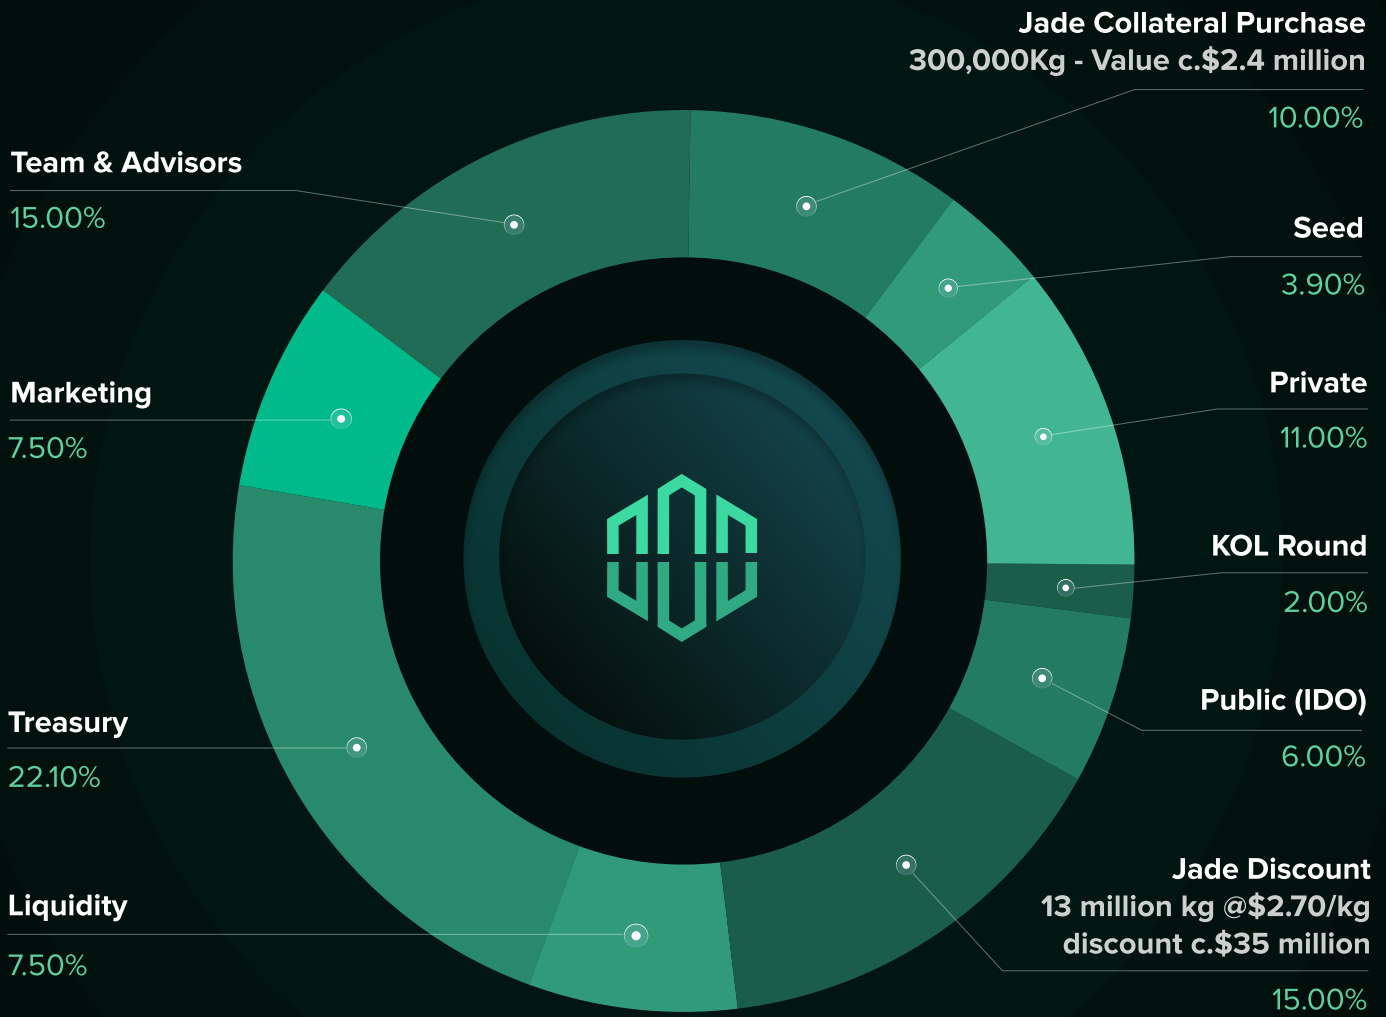 Jade Collateral Purchase
300,000Kg - Value c.$2.4 million
10.00%
Team & Advisors
15.00%
Seed
3.90%
Private
11.00%
Marketing
7.50%
KOL Round
2.00%
Public (IDO)
6.00%
Treasury
22.10%
Jade Discount
13 million kg @$2.70/kg
discount c.$35 million
15.00%
Liquidity
7.50%